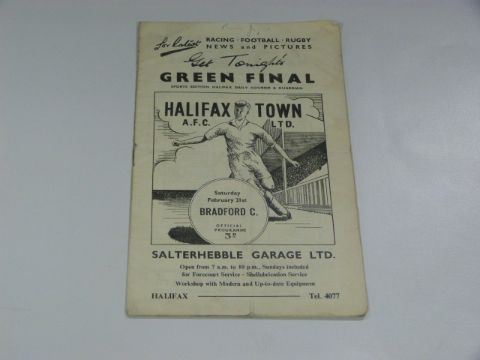 For Latest RACING · FOOTBALL · RUGBY
NEWS and PICTURES
Get Tonight's
GREEN FINAL
SPORTS EDITION HALIFAX DAILY COURIER & GUARDIAN
HALIFAX TOWN
A.F.C. LTD.
Saturday
February 21st
BRADFORD C.
OFFICIAL
PROGRAMME
3D
SALTERHEBBLE GARAGE LTD.
Open from 7 a.m. to 10 p.m., Sundays included
for Forecourt Service - Shellubrication Service
Workshop with Modern and Up-to-date Equipment
HALIFAX Tel. 4077